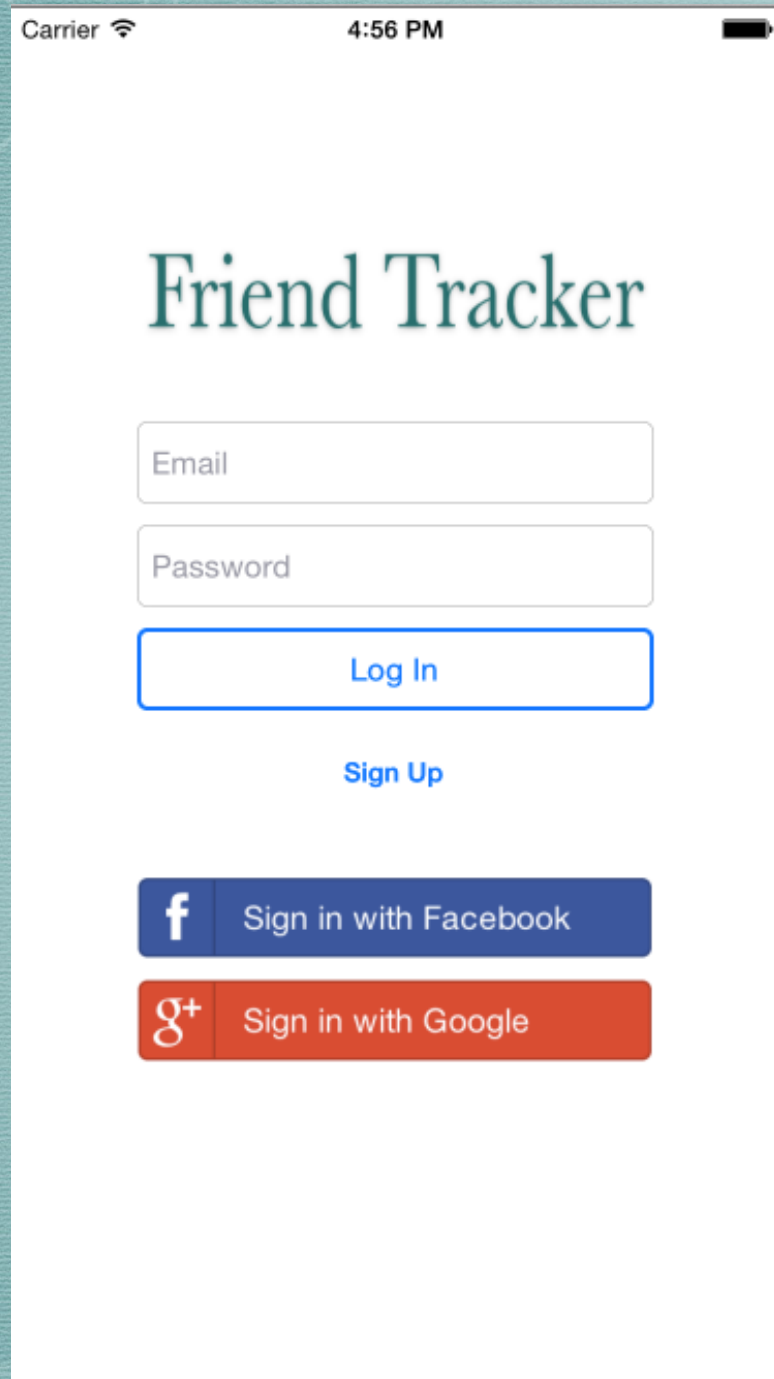 Carrier 4:56 PM
Friend Tracker
Email
Password
Log In
Sign Up
f Sign in with Facebook
g+ Sign in with Google